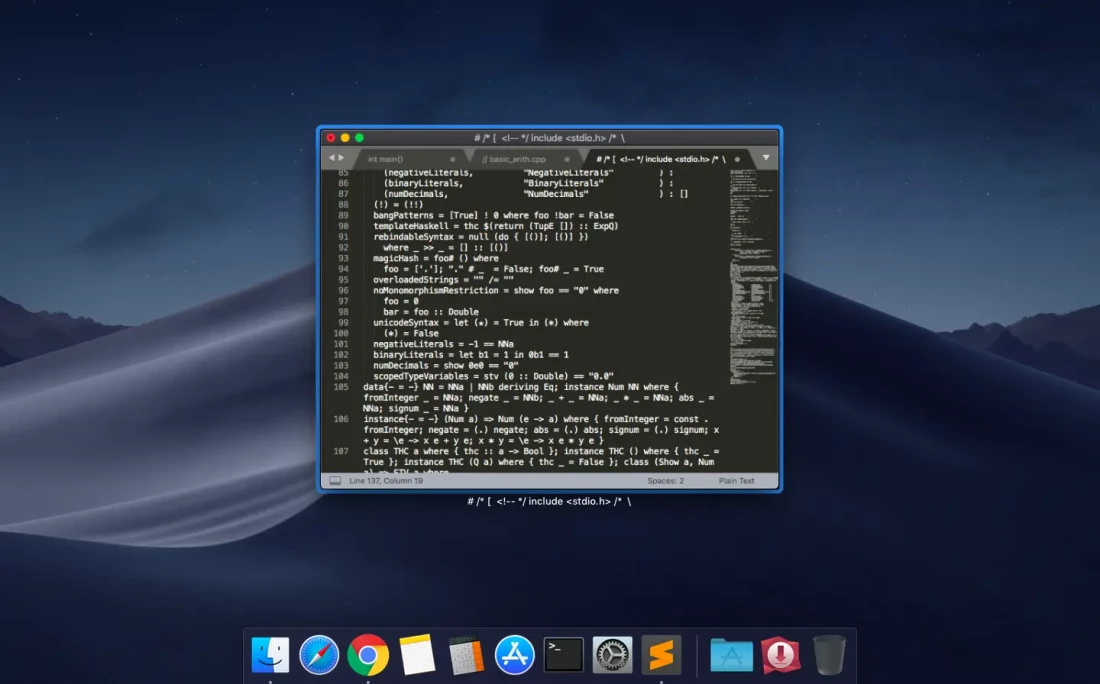 # /* [ <!-- */ include <stdio.h> /* \
int main()
// basic_arith.cpp
# /* [ <!-- */ include <stdio.h> /* \
85 (negativeLiterals, "NegativeLiterals" ) :
86 (binaryLiterals, "BinaryLiterals" ) :
87 (numDecimals, "NumDecimals" ) : []
88 (!) = (!!)
89 bangPatterns = [True] ! 0 where foo !bar = False
90 templateHaskell = thc $(return (TupE []) :: ExpQ)
91 rebindableSyntax = null (do { [()]; [()] })
92 where _ >> _ = [] :: [()]
93 magicHash = foo# () where
94 foo = ['.']; "." # _ = False; foo# _ = True
95 overloadedStrings = "" /= ""
96 noMonomorphismRestriction = show foo == "0" where
97 foo = 0
98 bar = foo :: Double
99 unicodeSyntax = let (★) = True in (*) where
100 (*) = False
101 negativeLiterals = -1 == NNa
102 binaryLiterals = let b1 = 1 in 0b1 == 1
103 numDecimals = show 0e0 == "0"
104 scopedTypeVariables = stv (0 :: Double) == "0.0"
105 data{- = -} NN = NNa | NNb deriving Eq; instance Num NN where {
fromInteger _ = NNa; negate _ = NNb; _ + _ = NNa; _ * _ = NNa; abs _ =
NNa; signum _ = NNa }
106 instance{- = -} (Num a) => Num (e -> a) where { fromInteger = const .
fromInteger; negate = (.) negate; abs = (.) abs; signum = (.) signum; x
+ y = \e -> x e + y e; x * y = \e -> x e * y e }
107 class THC a where { thc :: a -> Bool }; instance THC () where { thc _ =
True }; instance THC (Q a) where { thc _ = False }; class (Show a, Num
a) => STV a where
Line 137, Column 19
Spaces: 2
Plain Text
# /* [ <!-- */ include <stdio.h> /* \